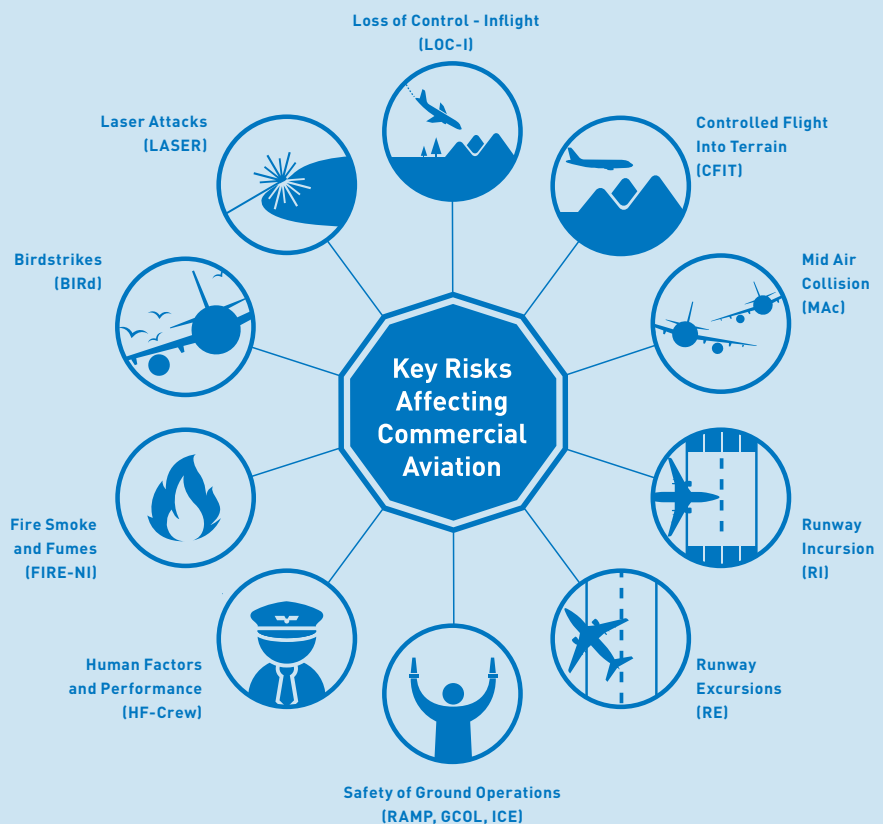 Loss of Control - Inflight
(LOC-I)
Controlled Flight
Into Terrain
(CFIT)
Mid Air
Collision
(MAc)
Runway
Incursion
(RI)
Runway
Excursions
(RE)
Safety of Ground Operations
(RAMP, GCOL, ICE)
Human Factors
and Performance
(HF-Crew)
Fire Smoke
and Fumes
(FIRE-NI)
Birdstrikes
(BIRd)
Laser Attacks
(LASER)
Key Risks
Affecting
Commercial
Aviation